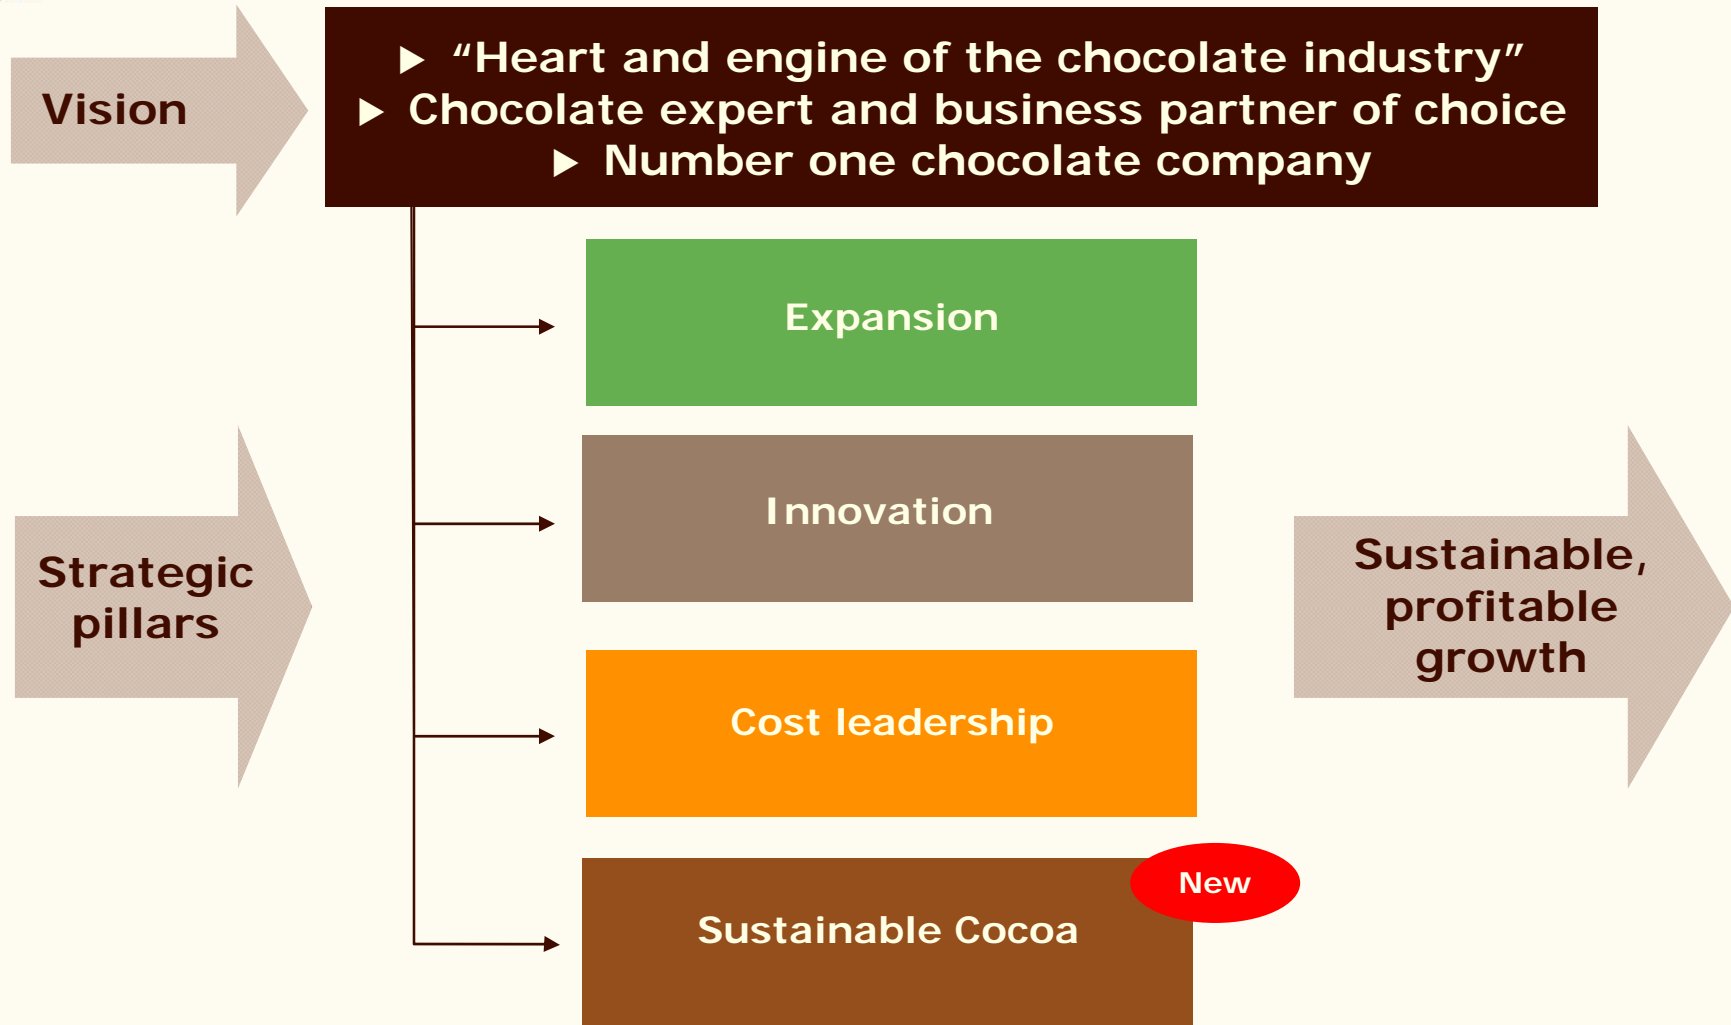 Vision
▶ “Heart and engine of the chocolate industry”
▶ Chocolate expert and business partner of choice
▶ Number one chocolate company
Expansion
Innovation
Strategic
pillars
Sustainable,
profitable
growth
Cost leadership
New
Sustainable Cocoa